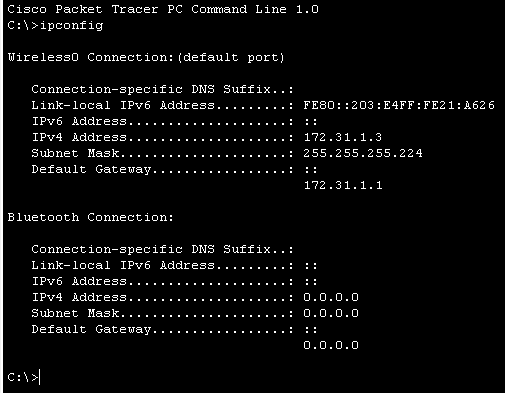 Cisco Packet Tracer PC Command Line 1.0
C:\>ipconfig
Wireless0 Connection:(default port)
Connection-specific DNS Suffix..:
Link-local IPv6 Address.........: FE80::203:E4FF:FE21:A626
IPv6 Address....................: ::
IPv4 Address....................: 172.31.1.3
Subnet Mask.....................: 255.255.255.224
Default Gateway.................: ::
172.31.1.1
Bluetooth Connection:
Connection-specific DNS Suffix..:
Link-local IPv6 Address.........: ::
IPv6 Address....................: ::
IPv4 Address....................: 0.0.0.0
Subnet Mask.....................: 0.0.0.0
Default Gateway.................: ::
0.0.0.0
C:\>